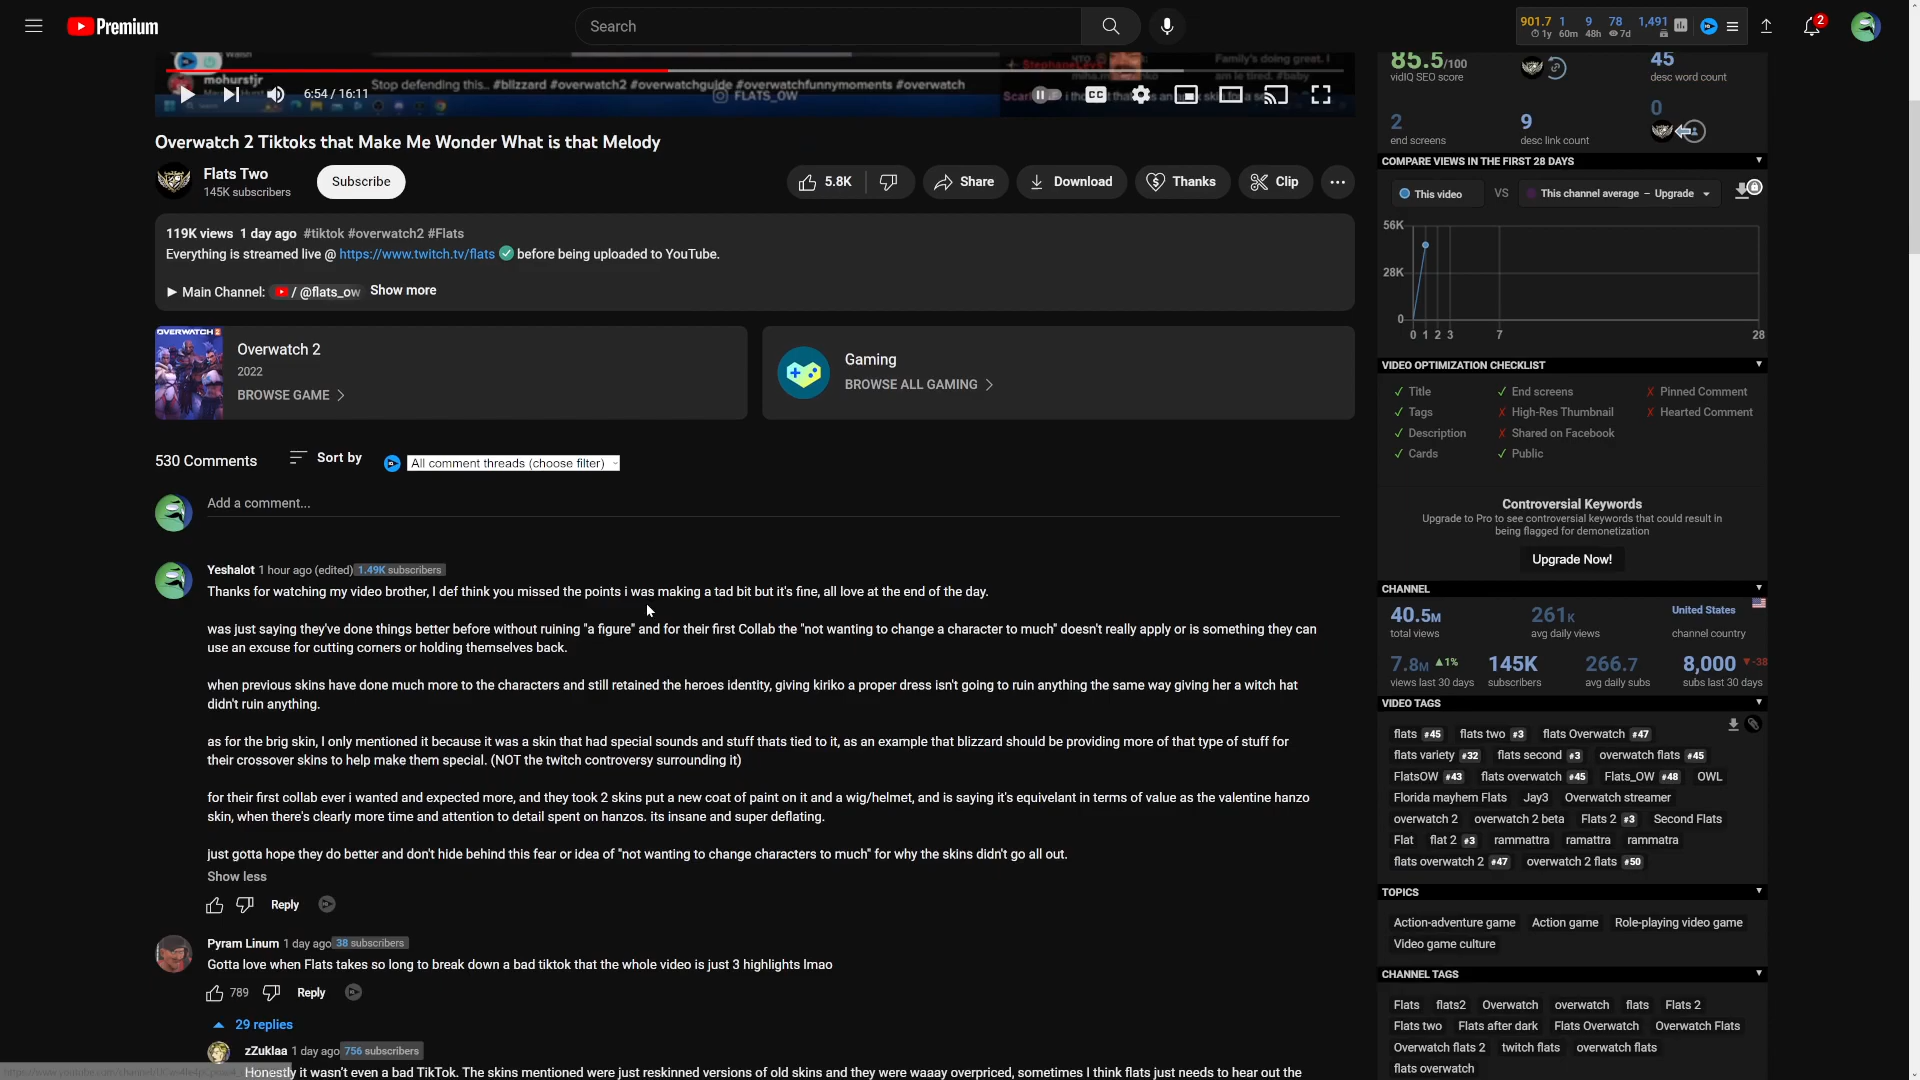 Premium
Search
901.7 1 9 78 1,491
1y 60m 48h 7d
2
mohurstjr
Stop defending this.. #blizzard #overwatch2 #overwatchguide #overwatchfunnymoments #overwatch
Family's doing great. I
am le tired. #baby
StephaneLeys
FLATS_OW
6:54 / 16:11
CC
Overwatch 2 Tiktoks that Make Me Wonder What is that Melody
Flats Two
145K subscribers
Subscribe
5.8K
Share
Download
Thanks
Clip
119K views 1 day ago #tiktok #overwatch2 #Flats
Everything is streamed live @ https://www.twitch.tv/flats before being uploaded to YouTube.
► Main Channel: / @flats_ow Show more
OVERWATCH 2
Overwatch 2
2022
BROWSE GAME
Gaming
BROWSE ALL GAMING
530 Comments
Sort by
All comment threads (choose filter)
Add a comment...
Yeshalot 1 hour ago (edited) 1.49K subscribers
Thanks for watching my video brother, I def think you missed the points i was making a tad bit but it's fine, all love at the end of the day.
was just saying they've done things better before without ruining "a figure" and for their first Collab the "not wanting to change a character to much" doesn't really apply or is something they can
use an excuse for cutting corners or holding themselves back.
when previous skins have done much more to the characters and still retained the heroes identity, giving kiriko a proper dress isn't going to ruin anything the same way giving her a witch hat
didn't ruin anything.
as for the brig skin, I only mentioned it because it was a skin that had special sounds and stuff thats tied to it, as an example that blizzard should be providing more of that type of stuff for
their crossover skins to help make them special. (NOT the twitch controversy surrounding it)
for their first collab ever i wanted and expected more, and they took 2 skins put a new coat of paint on it and a wig/helmet, and is saying it's equivelant in terms of value as the valentine hanzo
skin, when there's clearly more time and attention to detail spent on hanzos. its insane and super deflating.
just gotta hope they do better and don't hide behind this fear or idea of "not wanting to change characters to much" for why the skins didn't go all out.
Show less
Reply
Pyram Linum 1 day ago 38 subscribers
Gotta love when Flats takes so long to break down a bad tiktok that the whole video is just 3 highlights lmao
789
Reply
29 replies
zZuklaa 1 day ago 756 subscribers
Honestly it wasn't even a bad TikTok. The skins mentioned were just reskinned versions of old skins and they were waaay overpriced, sometimes I think flats just needs to hear out the
85.5/100
vidIQ SEO score
45
desc word count
2
end screens
9
desc link count
0
COMPARE VIEWS IN THE FIRST 28 DAYS
This video
VS
This channel average – Upgrade
56K
28K
0
0 1 2 3 7 28
VIDEO OPTIMIZATION CHECKLIST
✓ Title ✓ End screens ✗ Pinned Comment
✓ Tags ✗ High-Res Thumbnail ✗ Hearted Comment
✓ Description ✗ Shared on Facebook
✓ Cards ✓ Public
Controversial Keywords
Upgrade to Pro to see controversial keywords that could result in
being flagged for demonetization
Upgrade Now!
CHANNEL
40.5M
total views
261K
avg daily views
United States
channel country
7.8M ▲1%
views last 30 days
145K
subscribers
266.7
avg daily subs
8,000 ▼-38
subs last 30 days
VIDEO TAGS
flats #45 flats two #3 flats Overwatch #47
flats variety #32 flats second #3 overwatch flats #45
FlatsOW #43 flats overwatch #45 Flats_OW #48 OWL
Florida mayhem Flats Jay3 Overwatch streamer
overwatch 2 overwatch 2 beta Flats 2 #3 Second Flats
Flat flat 2 #3 rammattra ramattra rammatra
flats overwatch 2 #47 overwatch 2 flats #50
TOPICS
Action-adventure game Action game Role-playing video game
Video game culture
CHANNEL TAGS
Flats flats2 Overwatch overwatch flats Flats 2
Flats two Flats after dark Flats Overwatch Overwatch Flats
Overwatch flats 2 twitch flats overwatch flats
flats overwatch